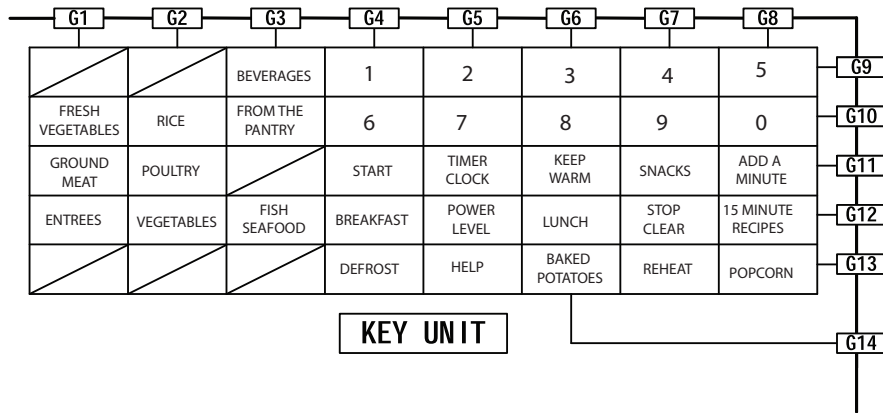 G1 G2 G3 G4 G5 G6 G7 G8
BEVERAGES 1 2 3 4 5 G9
FRESH
VEGETABLES
RICE
FROM THE
PANTRY
6 7 8 9 0 G10
GROUND
MEAT
POULTRY
START
TIMER
CLOCK
KEEP
WARM
SNACKS
ADD A
MINUTE
G11
ENTREES
VEGETABLES
FISH
SEAFOOD
BREAKFAST
POWER
LEVEL
LUNCH
STOP
CLEAR
15 MINUTE
RECIPES
G12
DEFROST
HELP
BAKED
POTATOES
REHEAT
POPCORN
G13
KEY UNIT
G14